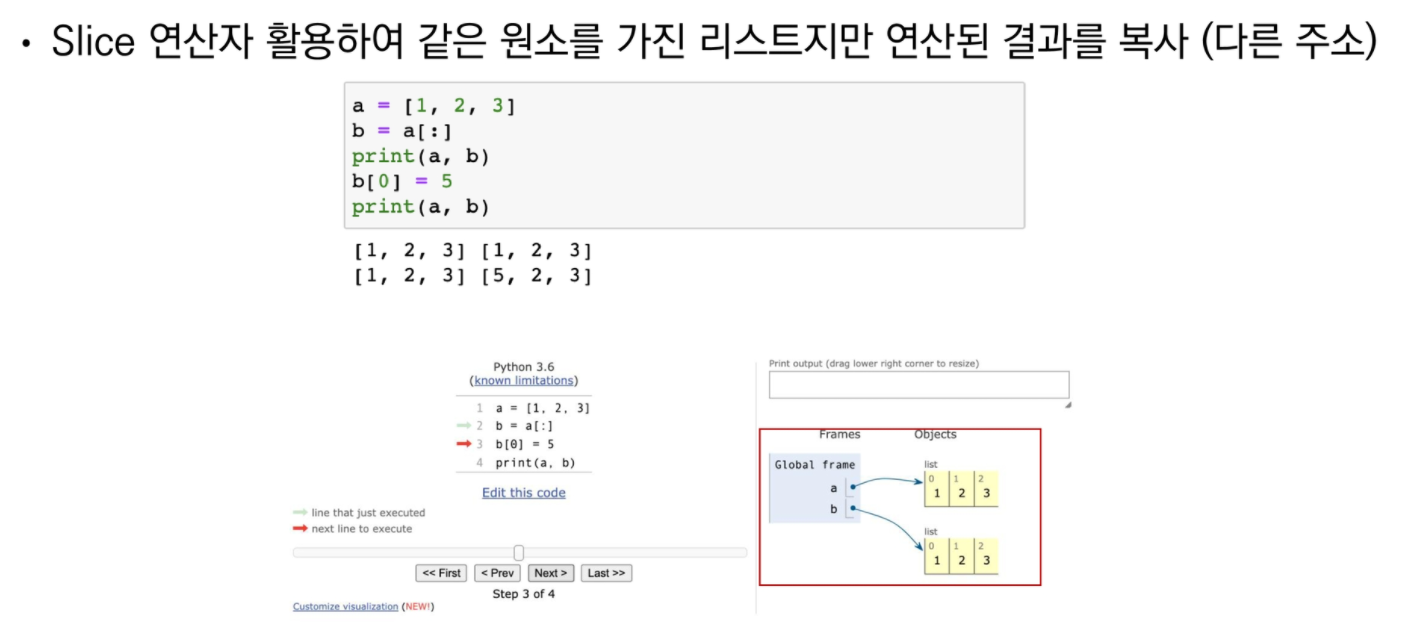 • Slice 연산자 활용하여 같은 원소를 가진 리스트지만 연산된 결과를 복사 (다른 주소)
a = [1, 2, 3]
b = a[:]
print(a, b)
b[0] = 5
print(a, b)
[1, 2, 3] [1, 2, 3]
[1, 2, 3] [5, 2, 3]
Python 3.6
(known limitations)
1 a = [1, 2, 3]
2 b = a[:]
3 b[0] = 5
4 print(a, b)
Edit this code
line that just executed
next line to execute
<< First < Prev Next > Last >>
Step 3 of 4
Customize visualization (NEW!)
Print output (drag lower right corner to resize)
Frames Objects
Global frame
a
b
list
0 1 2
1 2 3
list
0 1 2
1 2 3